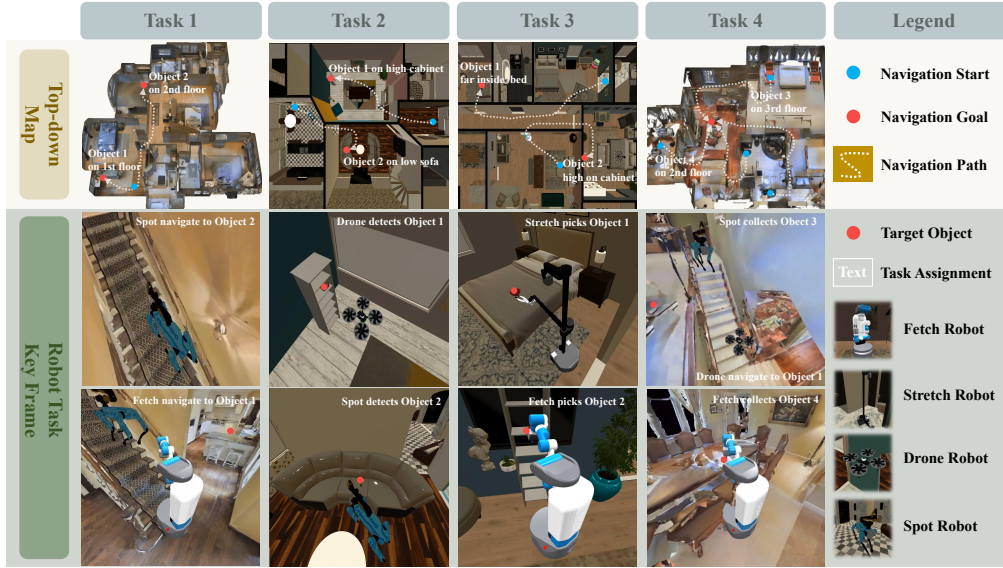 Task 1
Task 2
Task 3
Task 4
Legend
Top-down
Map
Object 2
on 2nd floor
Object 1
on 1st floor
Object 1 on high cabinet
Object 2 on low sofa
Object 1
far inside bed
Object 2
high on cabinet
Object 3
on 3rd floor
Object 4
on 2nd floor
Navigation Start
Navigation Goal
Navigation Path
Robot Task
Key Frame
Spot navigate to Object 2
Drone detects Object 1
Stretch picks Object 1
Spot collects Obect 3
Drone navigate to Object 1
Fetch navigate to Object 1
Spot detects Object 2
Fetch picks Object 2
Fetch collects Object 4
Target Object
Text
Task Assignment
Fetch Robot
Stretch Robot
Drone Robot
Spot Robot